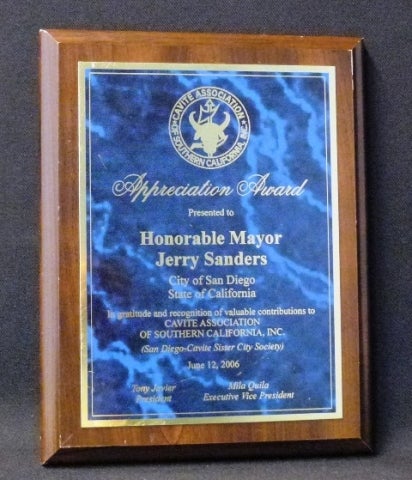 CAVITE ASSOCIATION
OF SOUTHERN CALIFORNIA, INC.
Appreciation Award
Presented to
Honorable Mayor
Jerry Sanders
City of San Diego
State of California
In gratitude and recognition of valuable contributions to
CAVITE ASSOCIATION
OF SOUTHERN CALIFORNIA, INC.
(San Diego-Cavite Sister City Society)
June 12, 2006
Tony Javier Mila Quila
President Executive Vice President